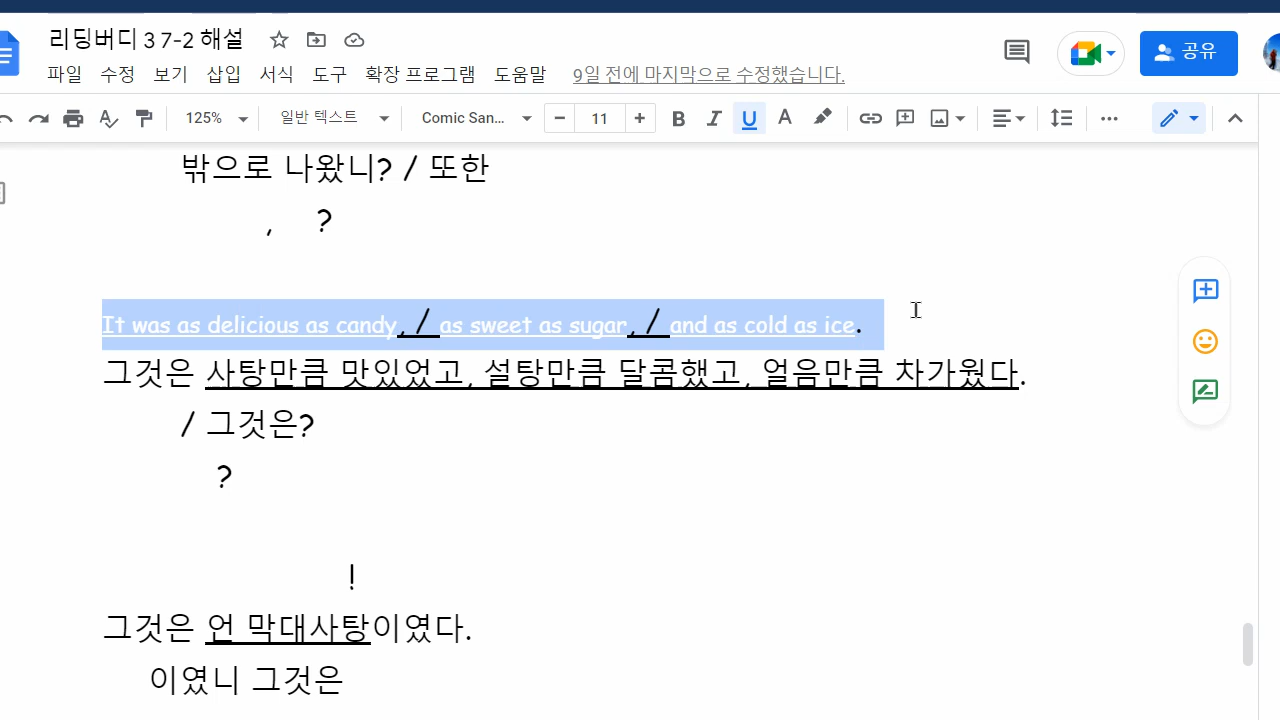 리딩버디 3 7-2 해설
파일 수정 보기 삽입 서식 도구 확장 프로그램 도움말 9일 전에 마지막으로 수정했습니다.
공유
125% 일반 텍스트 Comic San... − 11 + B I U A
밖으로 나왔니? / 또한
, ?
It was as delicious as candy, / as sweet as sugar, / and as cold as ice.
그것은 사탕만큼 맛있었고, 설탕만큼 달콤했고, 얼음만큼 차가웠다.
/ 그것은?
?
!
그것은 언 막대사탕이였다.
이였니 그것은